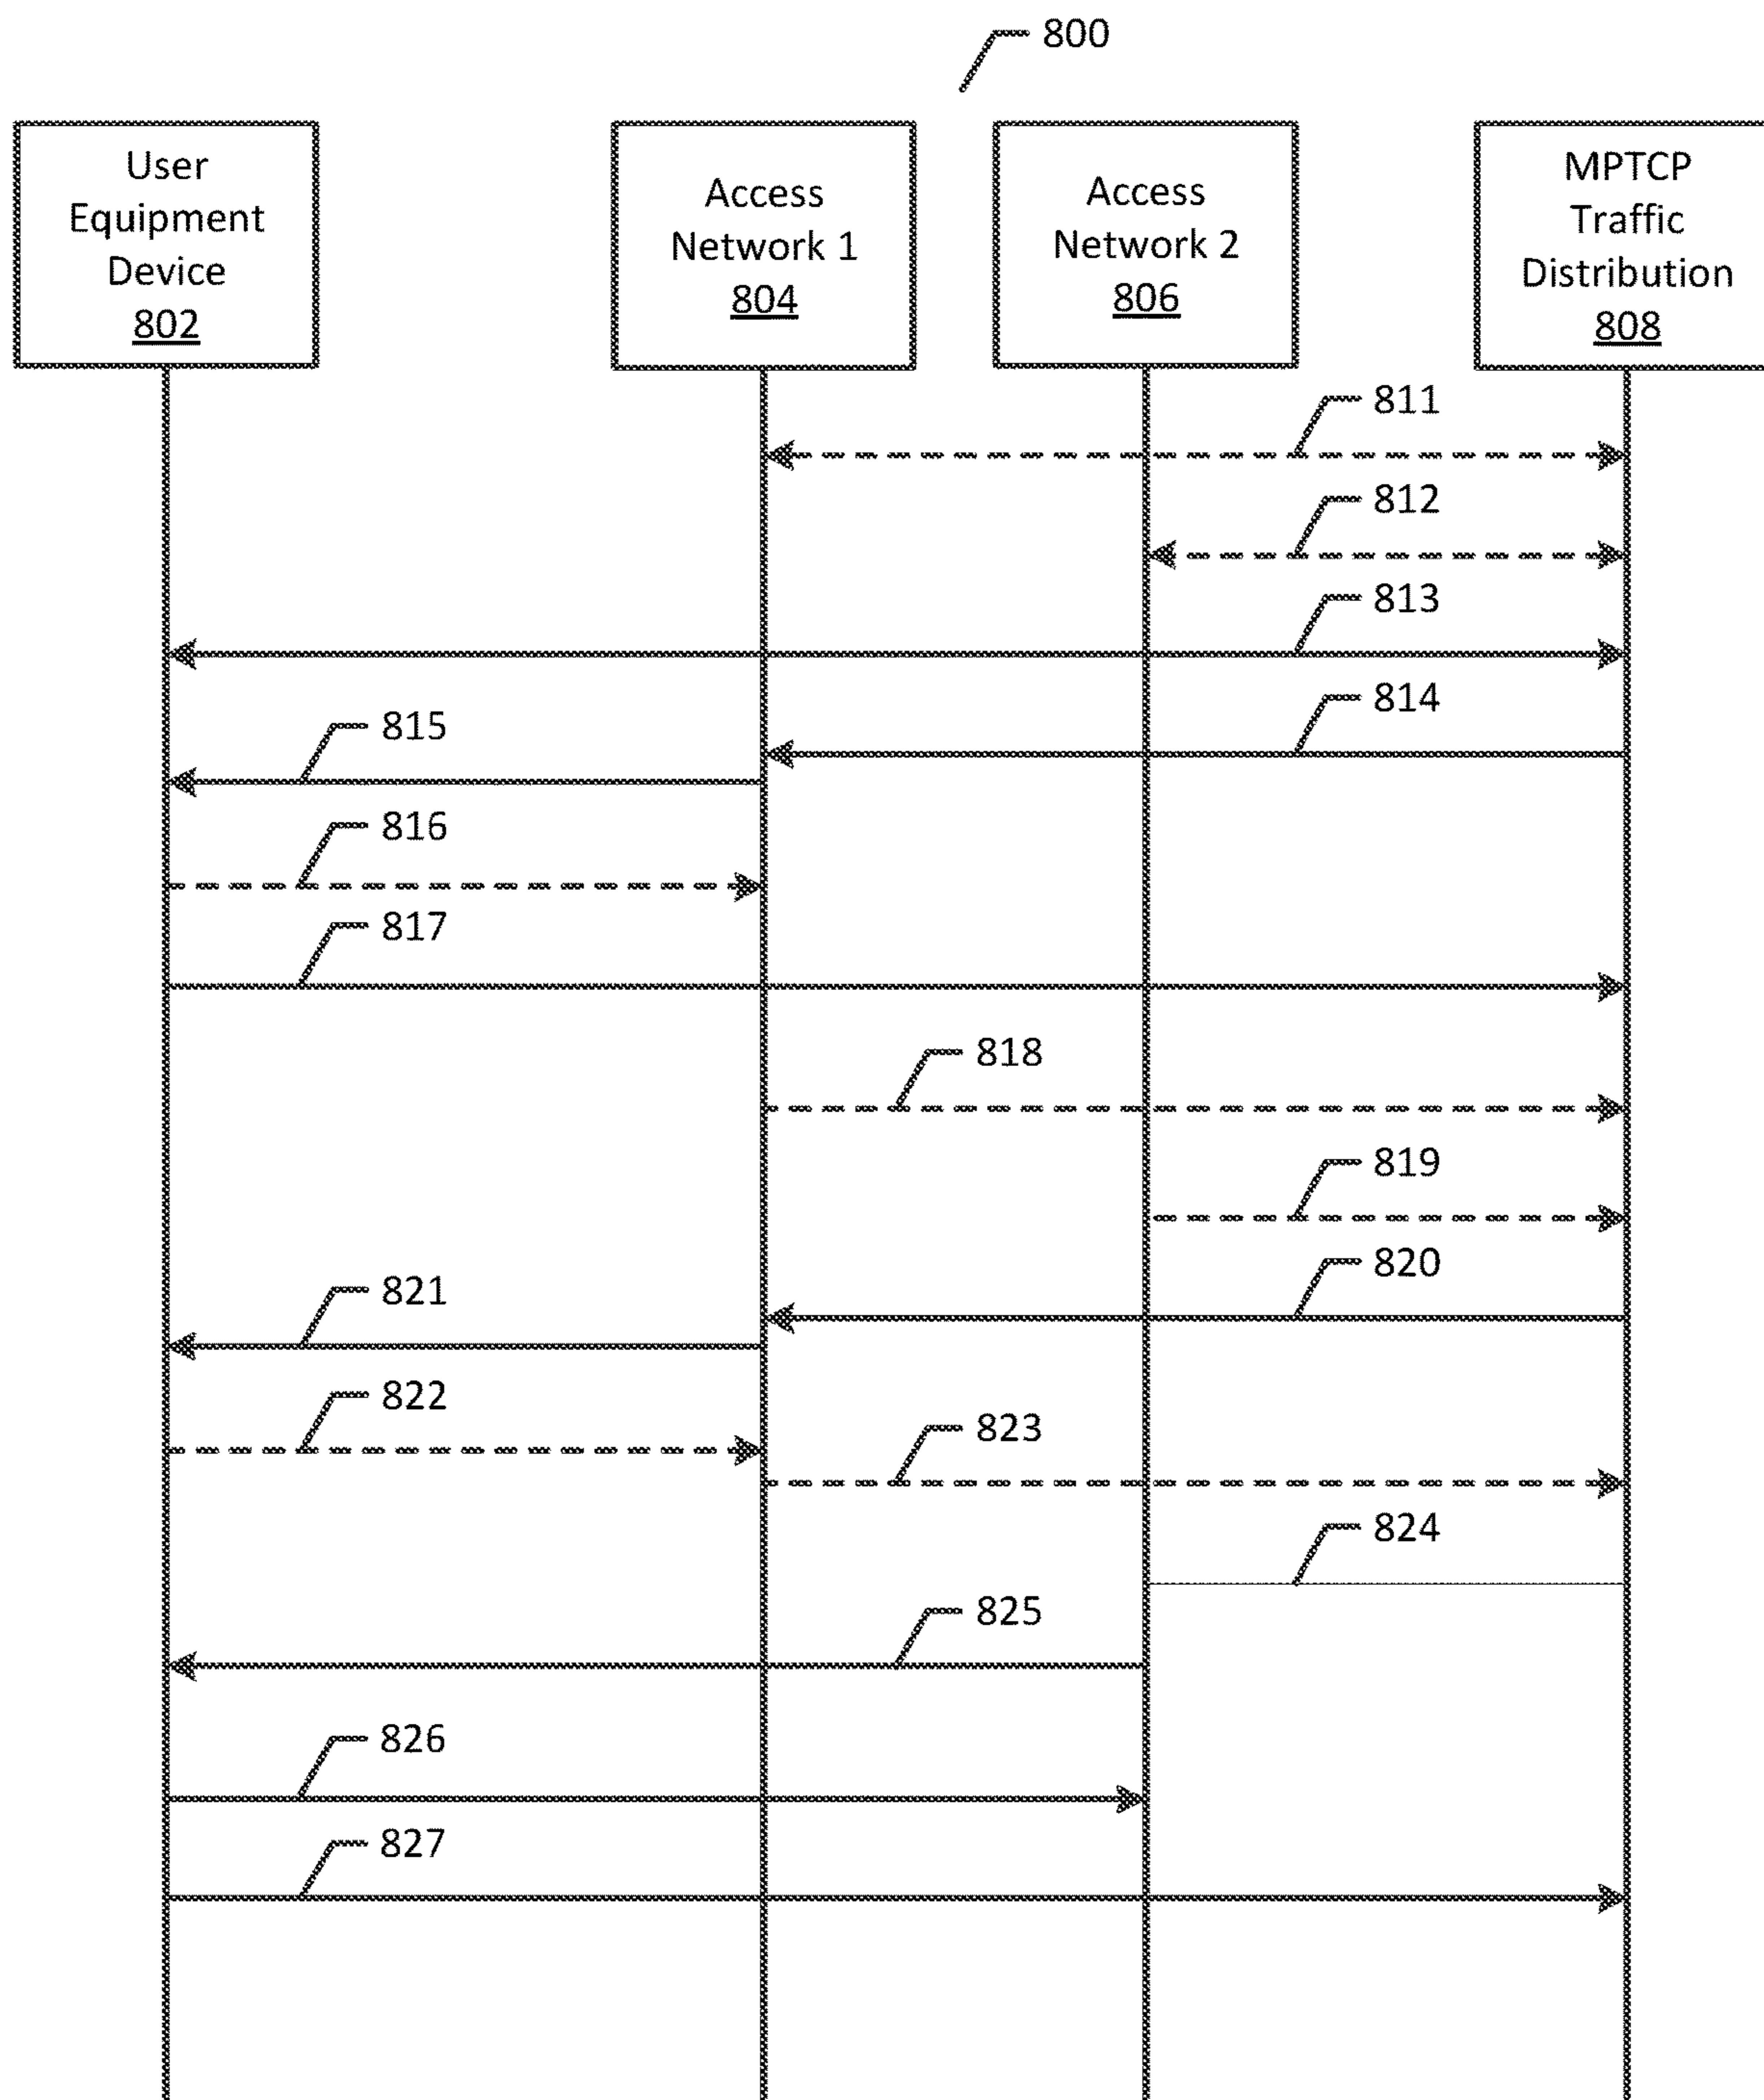 800
User
Equipment
Device
802
Access
Network 1
804
Access
Network 2
806
MPTCP
Traffic
Distribution
808
811
812
813
814
815
816
817
818
819
820
821
822
823
824
825
826
827